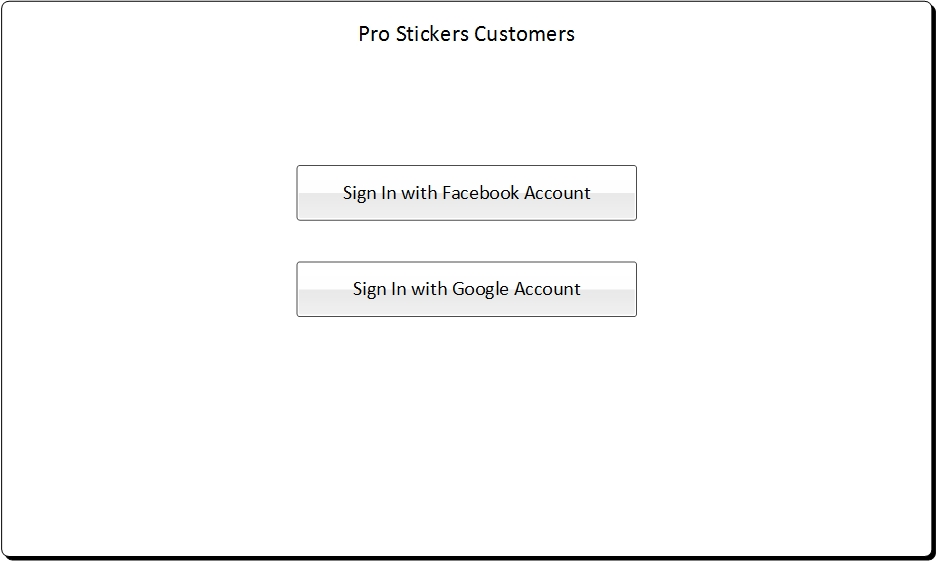 Pro Stickers Customers
Sign In with Facebook Account
Sign In with Google Account